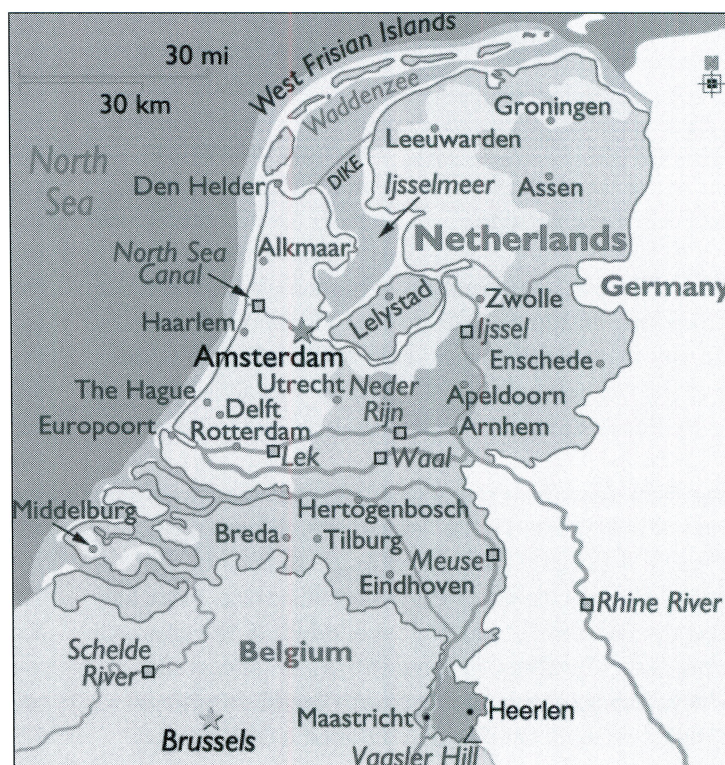 30 mi
30 km
N
West Frisian Islands
Waddenzee
Groningen
Leeuwarden
North
Sea
Den Helder
DIKE
Ijsselmeer
Assen
North Sea
Canal
Alkmaar
Netherlands
Germany
Haarlem
Lelystad
Zwolle
Ijssel
Amsterdam
Enschede
The Hague
Utrecht
Neder
Rijn
Apeldoorn
Delft
Europoort
Rotterdam
Arnhem
Lek
Waal
Middelburg
Hertogenbosch
Breda
Tilburg
Meuse
Eindhoven
Rhine River
Schelde
River
Belgium
Maastricht
Heerlen
Brussels
Vaalser Hill